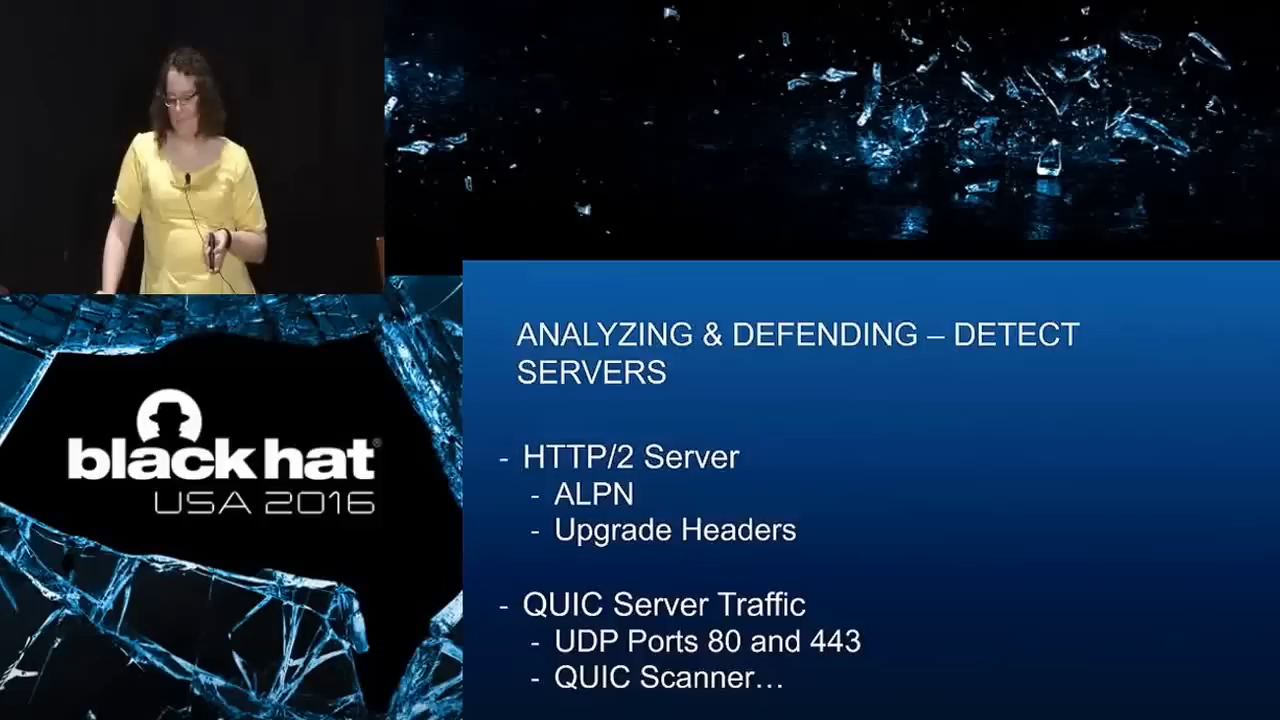 ANALYZING & DEFENDING – DETECT
SERVERS
- HTTP/2 Server
- ALPN
- Upgrade Headers
- QUIC Server Traffic
- UDP Ports 80 and 443
- QUIC Scanner…
black hat®
USA 2016